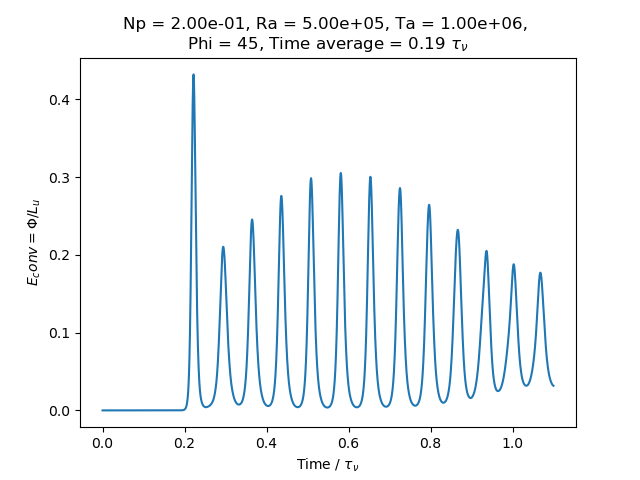 Np = 2.00e-01, Ra = 5.00e+05, Ta = 1.00e+06,
Phi = 45, Time average = 0.19 τν
E_conv = Φ/L_u
0.4
0.3
0.2
0.1
0.0
0.0 0.2 0.4 0.6 0.8 1.0
Time / τν